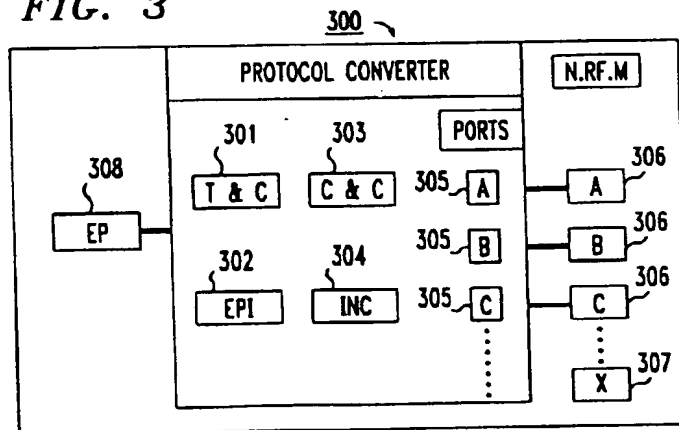 FIG. 3
300
PROTOCOL CONVERTER
N.RF.M
301
303
PORTS
308
T & C
C & C
305
A
A
306
EP
302
304
305
B
B
306
EPI
INC
305
C
C
306
X
307